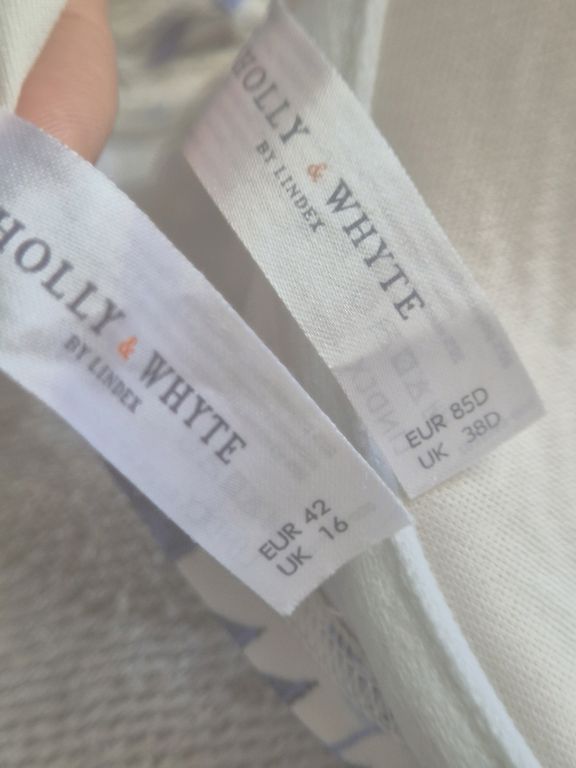 HOLLY & WHYTE
BY LINDEX
EUR 85D
UK 38D
HOLLY & WHYTE
BY LINDEX
EUR 42
UK 16